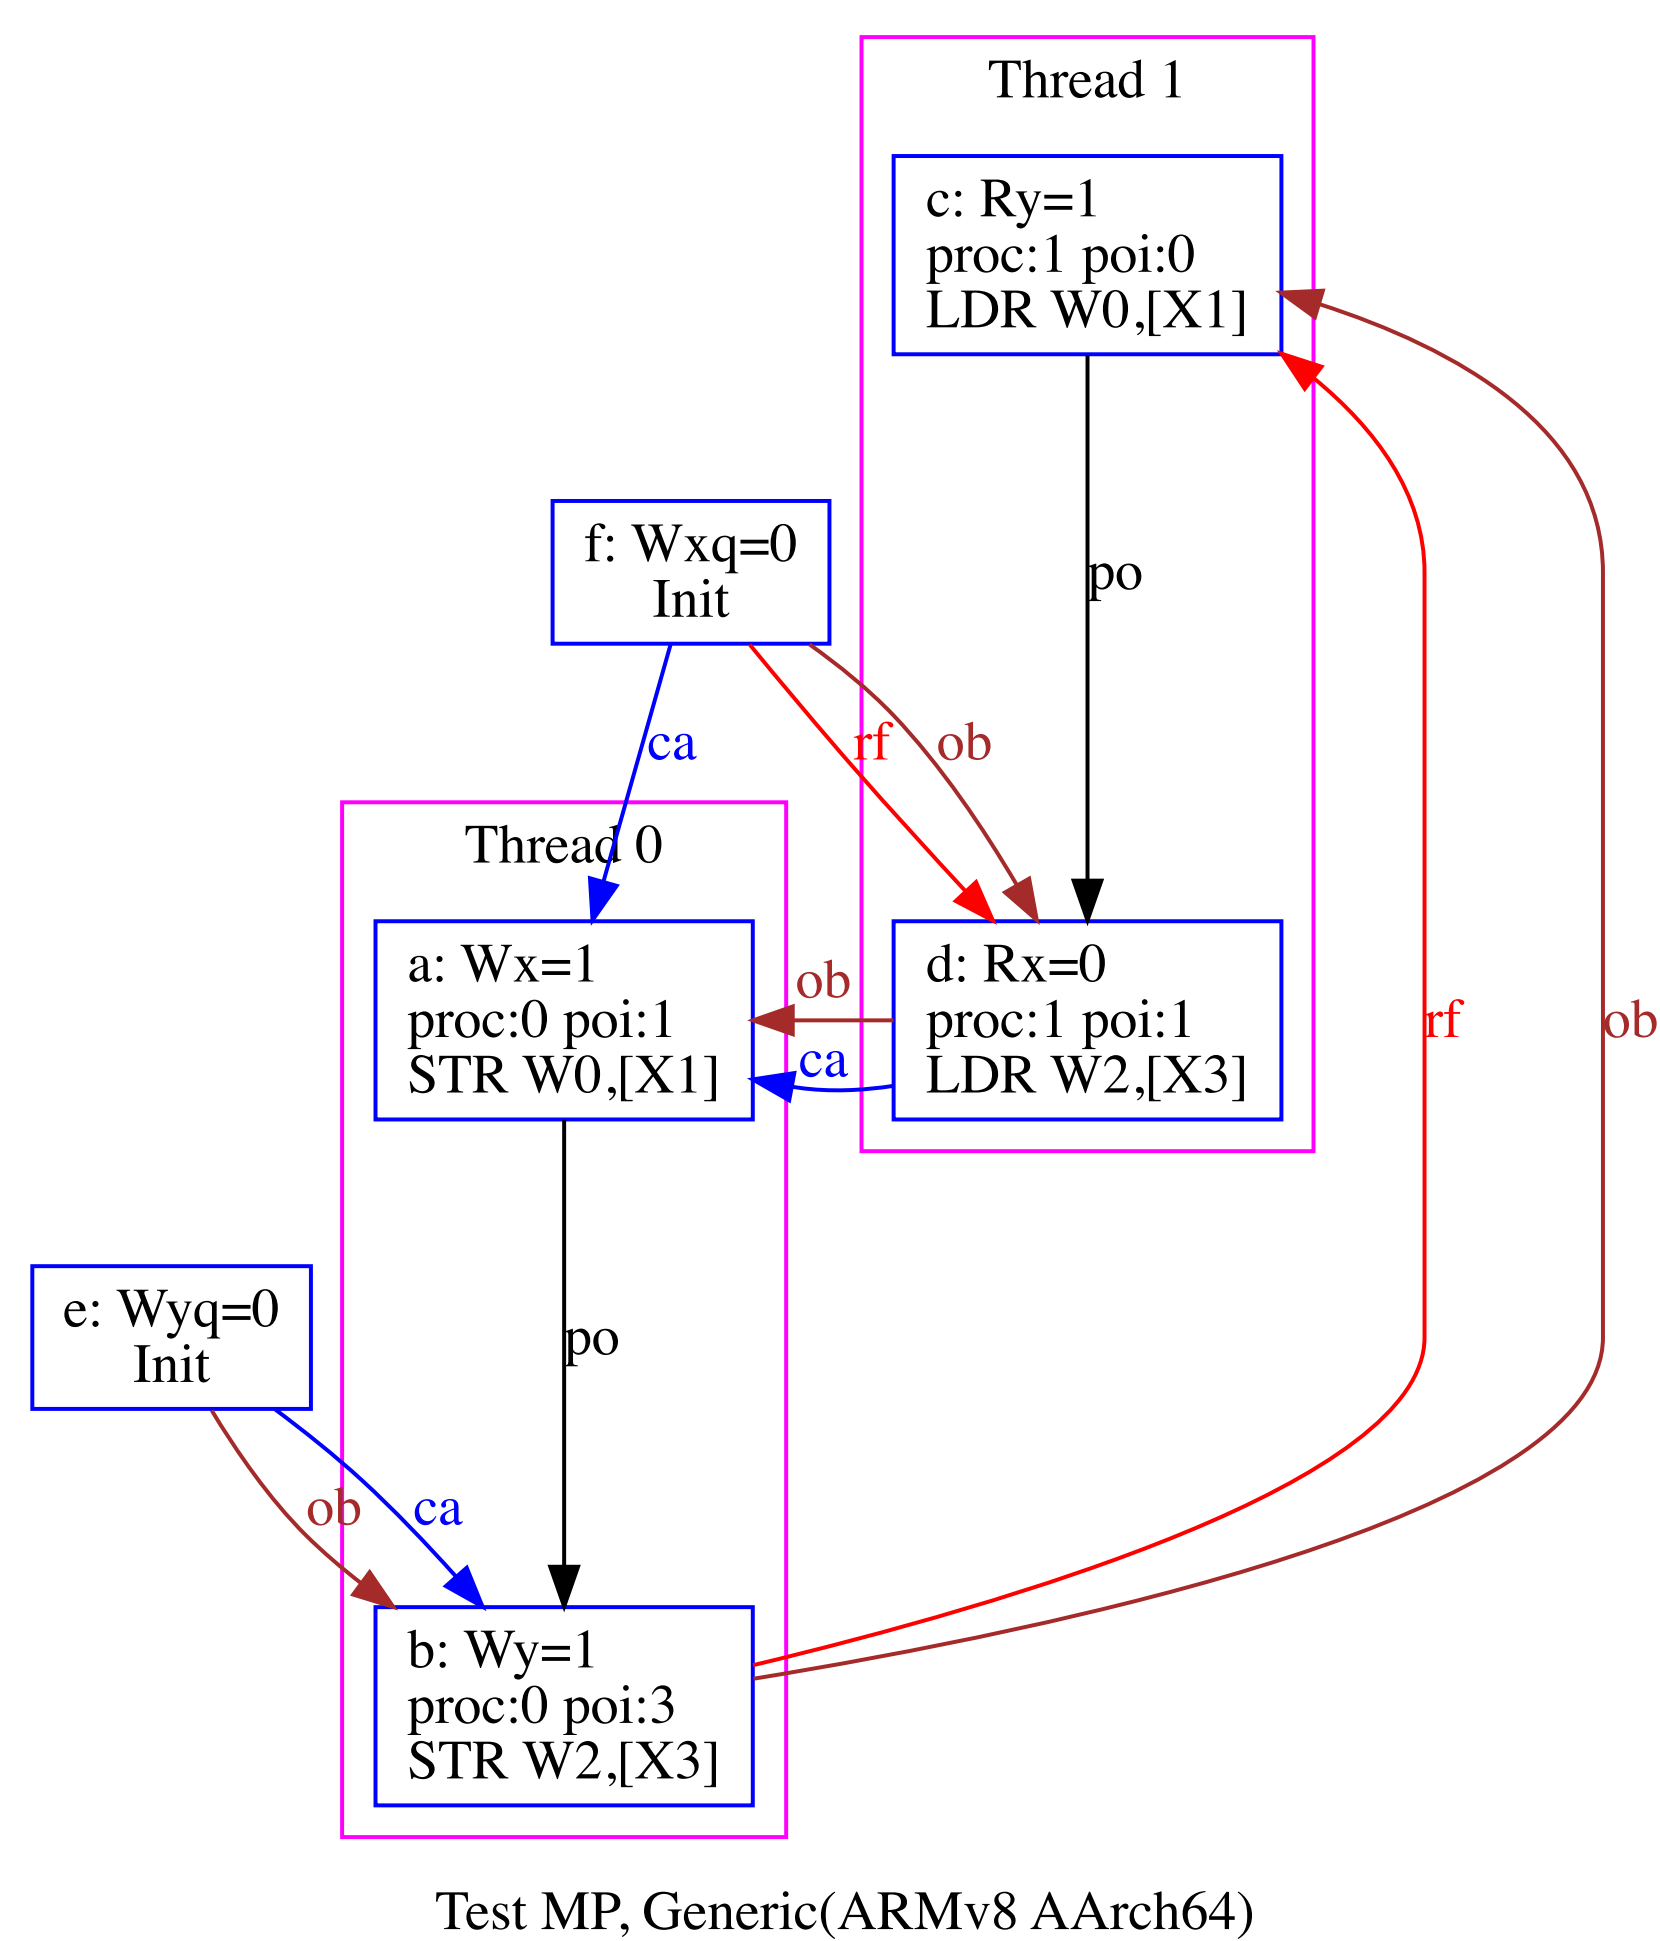 Thread 1
c: Ry=1
proc:1 poi:0
LDR W0,[X1]
f: Wxq=0
Init
po
ca
rf
ob
Thread 0
a: Wx=1
proc:0 poi:1
STR W0,[X1]
ob
ca
d: Rx=0
proc:1 poi:1
LDR W2,[X3]
rf
ob
e: Wyq=0
Init
po
ob
ca
b: Wy=1
proc:0 poi:3
STR W2,[X3]
Test MP, Generic(ARMv8 AArch64)